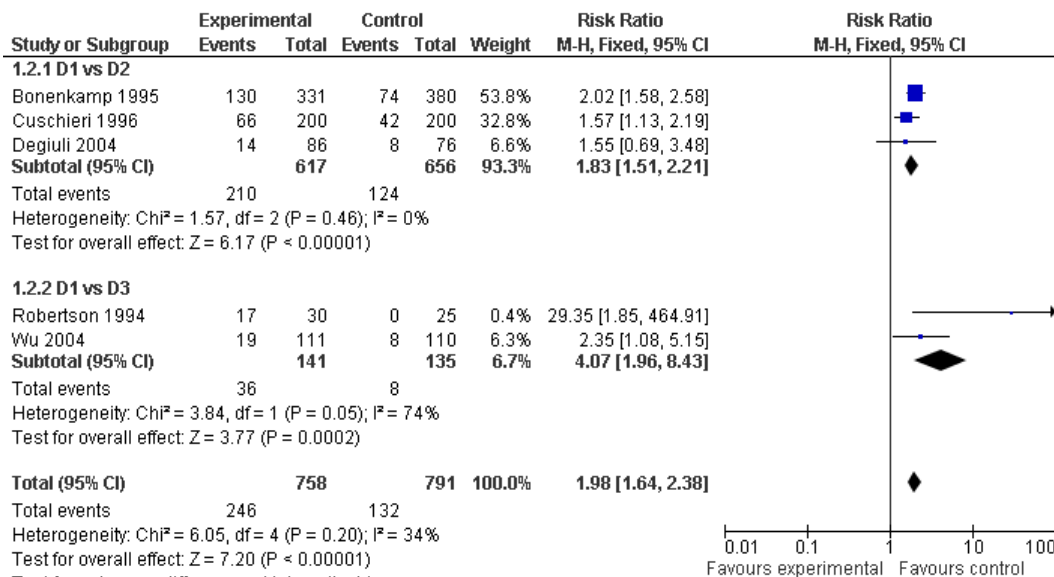 Experimental Control Risk Ratio Risk Ratio
Study or Subgroup Events Total Events Total Weight M-H, Fixed, 95% CI M-H, Fixed, 95% CI
1.2.1 D1 vs D2
Bonenkamp 1995 130 331 74 380 53.8% 2.02 [1.58, 2.58]
Cuschieri 1996 66 200 42 200 32.8% 1.57 [1.13, 2.19]
Degiuli 2004 14 86 8 76 6.6% 1.55 [0.69, 3.48]
Subtotal (95% CI) 617 656 93.3% 1.83 [1.51, 2.21]
Total events 210 124
Heterogeneity: Chi² = 1.57, df = 2 (P = 0.46); I² = 0%
Test for overall effect: Z = 6.17 (P < 0.00001)
1.2.2 D1 vs D3
Robertson 1994 17 30 0 25 0.4% 29.35 [1.85, 464.91]
Wu 2004 19 111 8 110 6.3% 2.35 [1.08, 5.15]
Subtotal (95% CI) 141 135 6.7% 4.07 [1.96, 8.43]
Total events 36 8
Heterogeneity: Chi² = 3.84, df = 1 (P = 0.05); I² = 74%
Test for overall effect: Z = 3.77 (P = 0.0002)
Total (95% CI) 758 791 100.0% 1.98 [1.64, 2.38]
Total events 246 132
Heterogeneity: Chi² = 6.05, df = 4 (P = 0.20); I² = 34%
Test for overall effect: Z = 7.20 (P < 0.00001)
0.01 0.1 1 10 100
Favours experimental Favours control